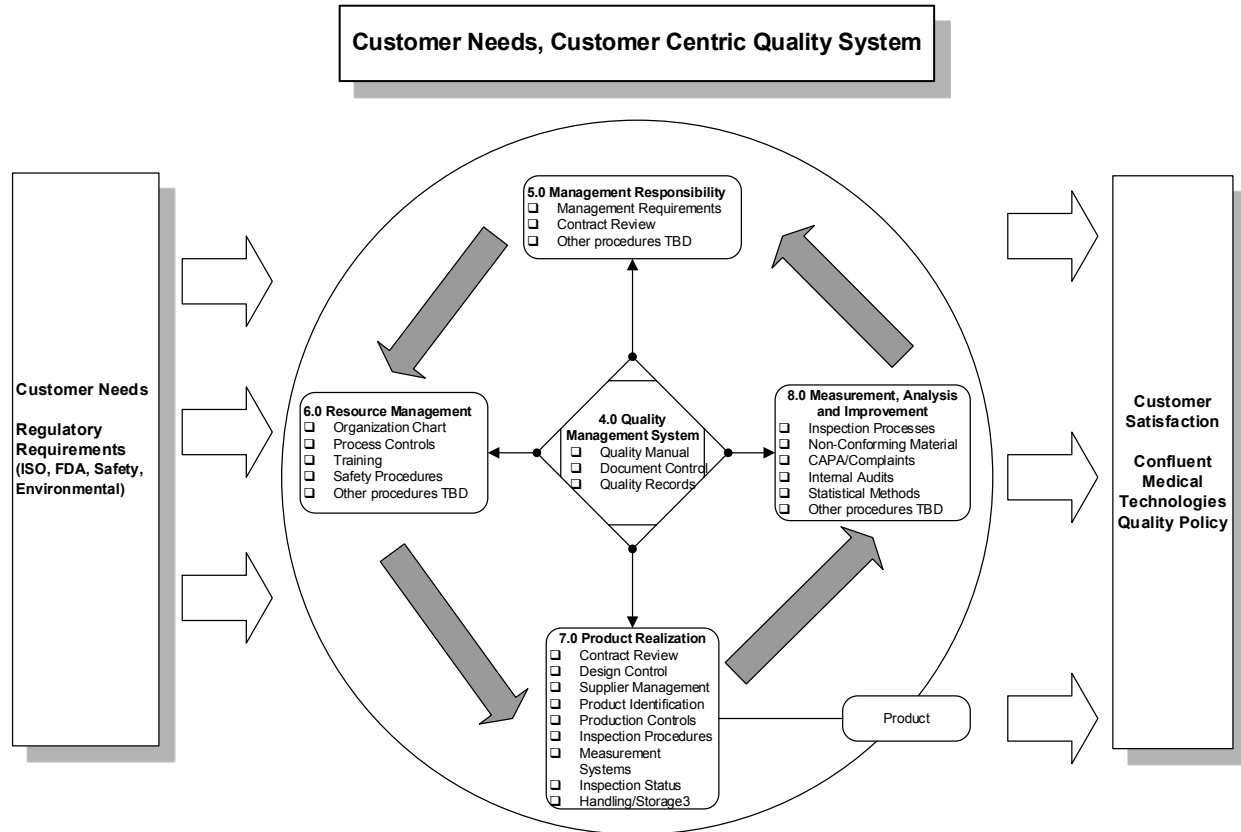 Customer Needs, Customer Centric Quality System
Customer Needs
Regulatory
Requirements
(ISO, FDA, Safety,
Environmental)
5.0 Management Responsibility
❑ Management Requirements
❑ Contract Review
❑ Other procedures TBD
6.0 Resource Management
❑ Organization Chart
❑ Process Controls
❑ Training
❑ Safety Procedures
❑ Other procedures TBD
4.0 Quality
Management System
❑ Quality Manual
❑ Document Control
❑ Quality Records
8.0 Measurement, Analysis
and Improvement
❑ Inspection Processes
❑ Non-Conforming Material
❑ CAPA/Complaints
❑ Internal Audits
❑ Statistical Methods
❑ Other procedures TBD
7.0 Product Realization
❑ Contract Review
❑ Design Control
❑ Supplier Management
❑ Product Identification
❑ Production Controls
❑ Inspection Procedures
❑ Measurement
Systems
❑ Inspection Status
❑ Handling/Storage3
Product
Customer
Satisfaction
Confluent
Medical
Technologies
Quality Policy